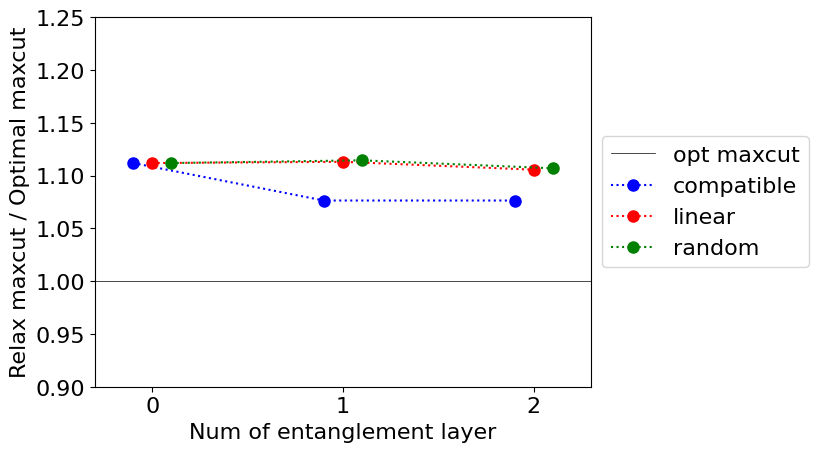 Relax maxcut / Optimal maxcut
1.25
1.20
1.15
1.10
1.05
1.00
0.95
0.90
0 1 2
Num of entanglement layer
opt maxcut
compatible
linear
random